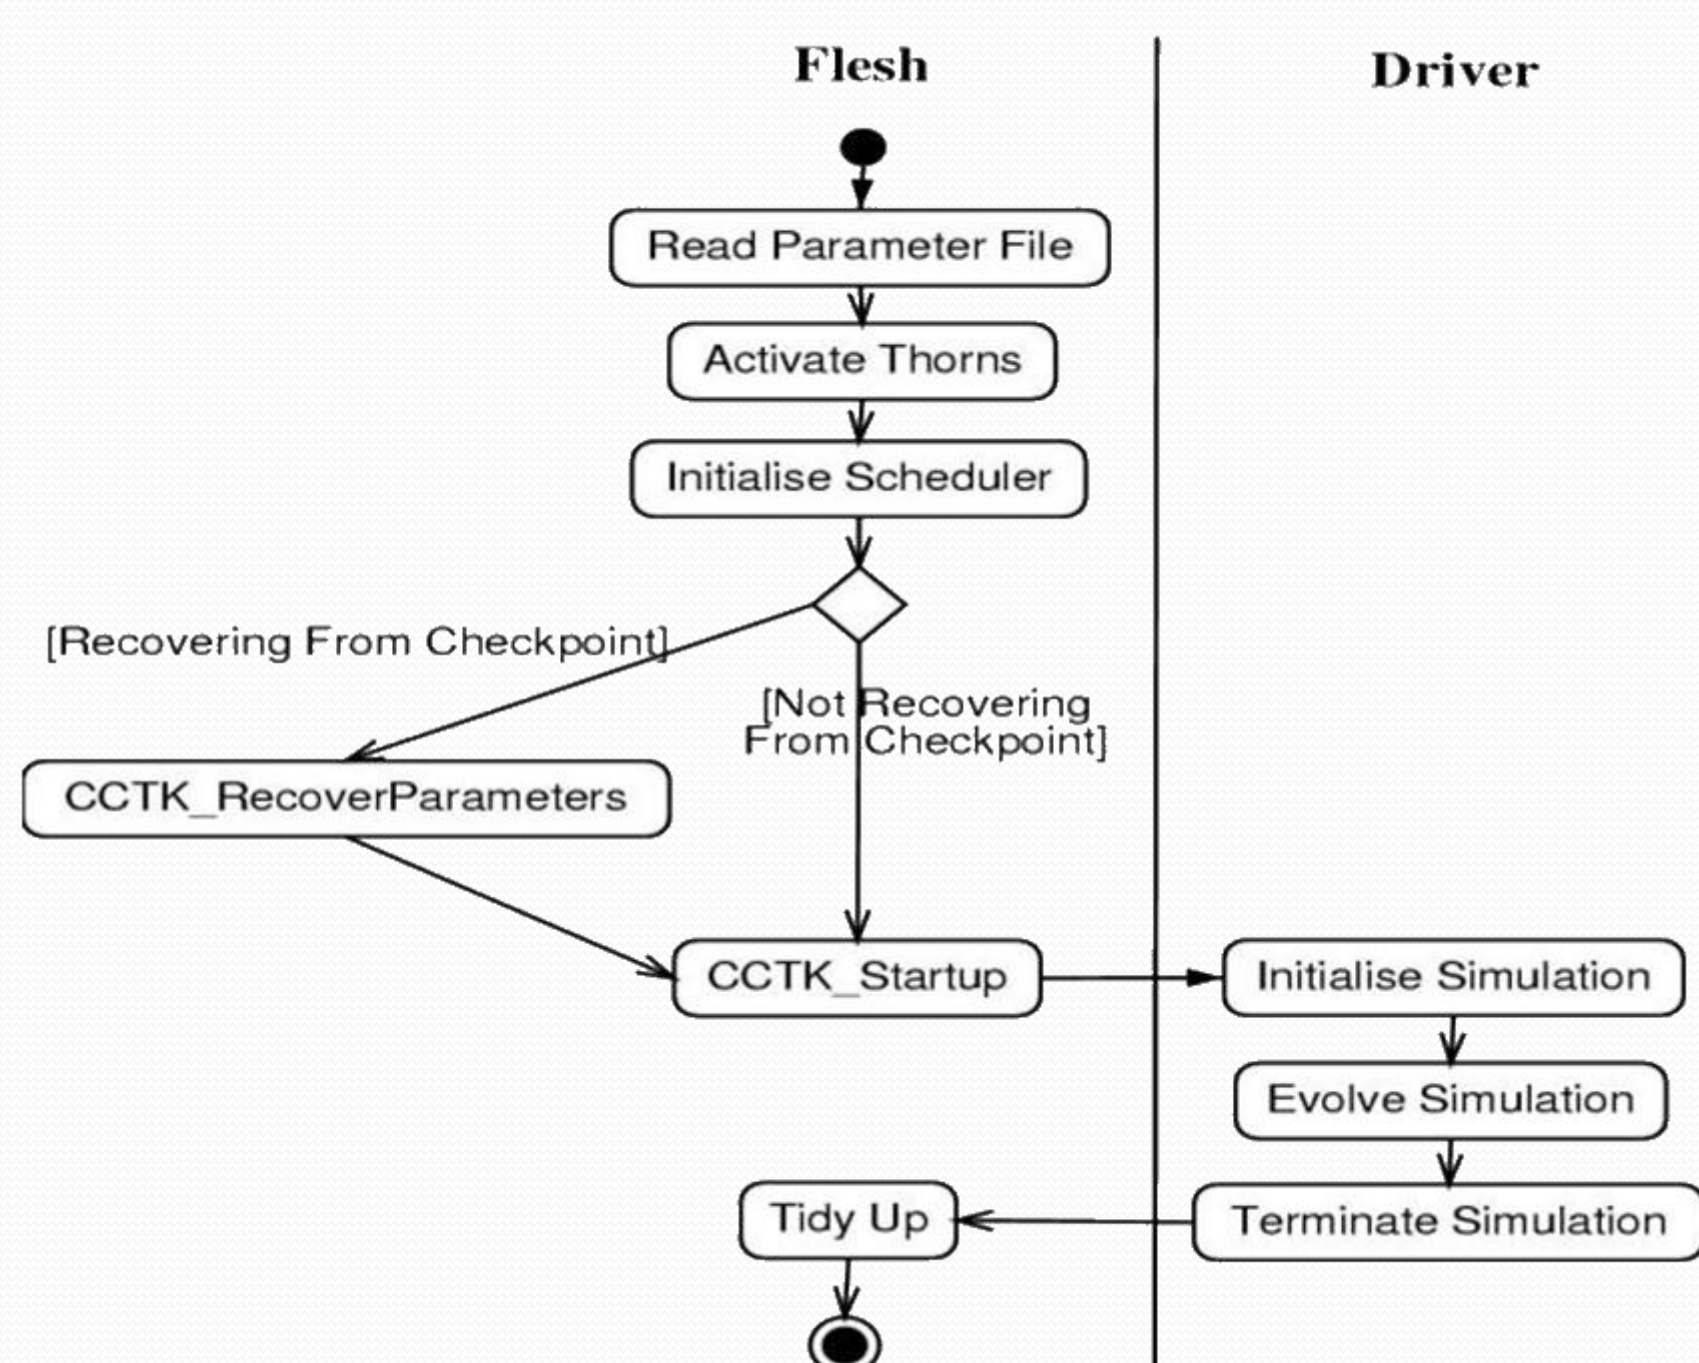 Flesh
Driver
Read Parameter File
Activate Thorns
Initialise Scheduler
[Recovering From Checkpoint]
[Not Recovering
From Checkpoint]
CCTK_RecoverParameters
CCTK_Startup
Initialise Simulation
Evolve Simulation
Tidy Up
Terminate Simulation